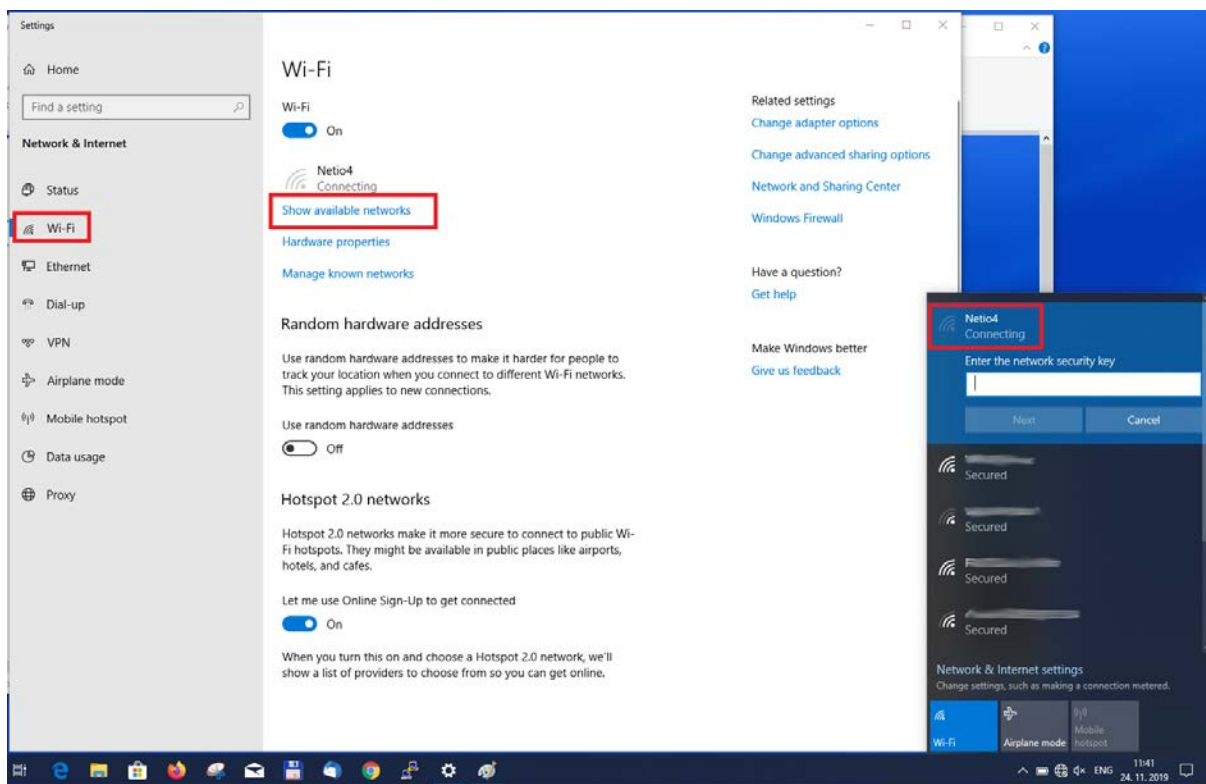 Settings
Home
Find a setting
Network & Internet
Status
Wi-Fi
Ethernet
Dial-up
VPN
Airplane mode
Mobile hotspot
Data usage
Proxy
Wi-Fi
Wi-Fi
On
Netio4
Connecting
Show available networks
Hardware properties
Manage known networks
Random hardware addresses
Use random hardware addresses to make it harder for people to
track your location when you connect to different Wi-Fi networks.
This setting applies to new connections.
Use random hardware addresses
Off
Hotspot 2.0 networks
Hotspot 2.0 networks make it more secure to connect to public Wi-
Fi hotspots. They might be available in public places like airports,
hotels, and cafes.
Let me use Online Sign-Up to get connected
On
When you turn this on and choose a Hotspot 2.0 network, we'll
show a list of providers to choose from so you can get online.
Related settings
Change adapter options
Change advanced sharing options
Network and Sharing Center
Windows Firewall
Have a question?
Get help
Make Windows better
Give us feedback
Netio4
Connecting
Enter the network security key
Next Cancel
Secured
Secured
Secured
Secured
Network & Internet settings
Change settings, such as making a connection metered.
Wi-Fi
Airplane mode
Mobile
hotspot
ENG
11:41
24. 11. 2019